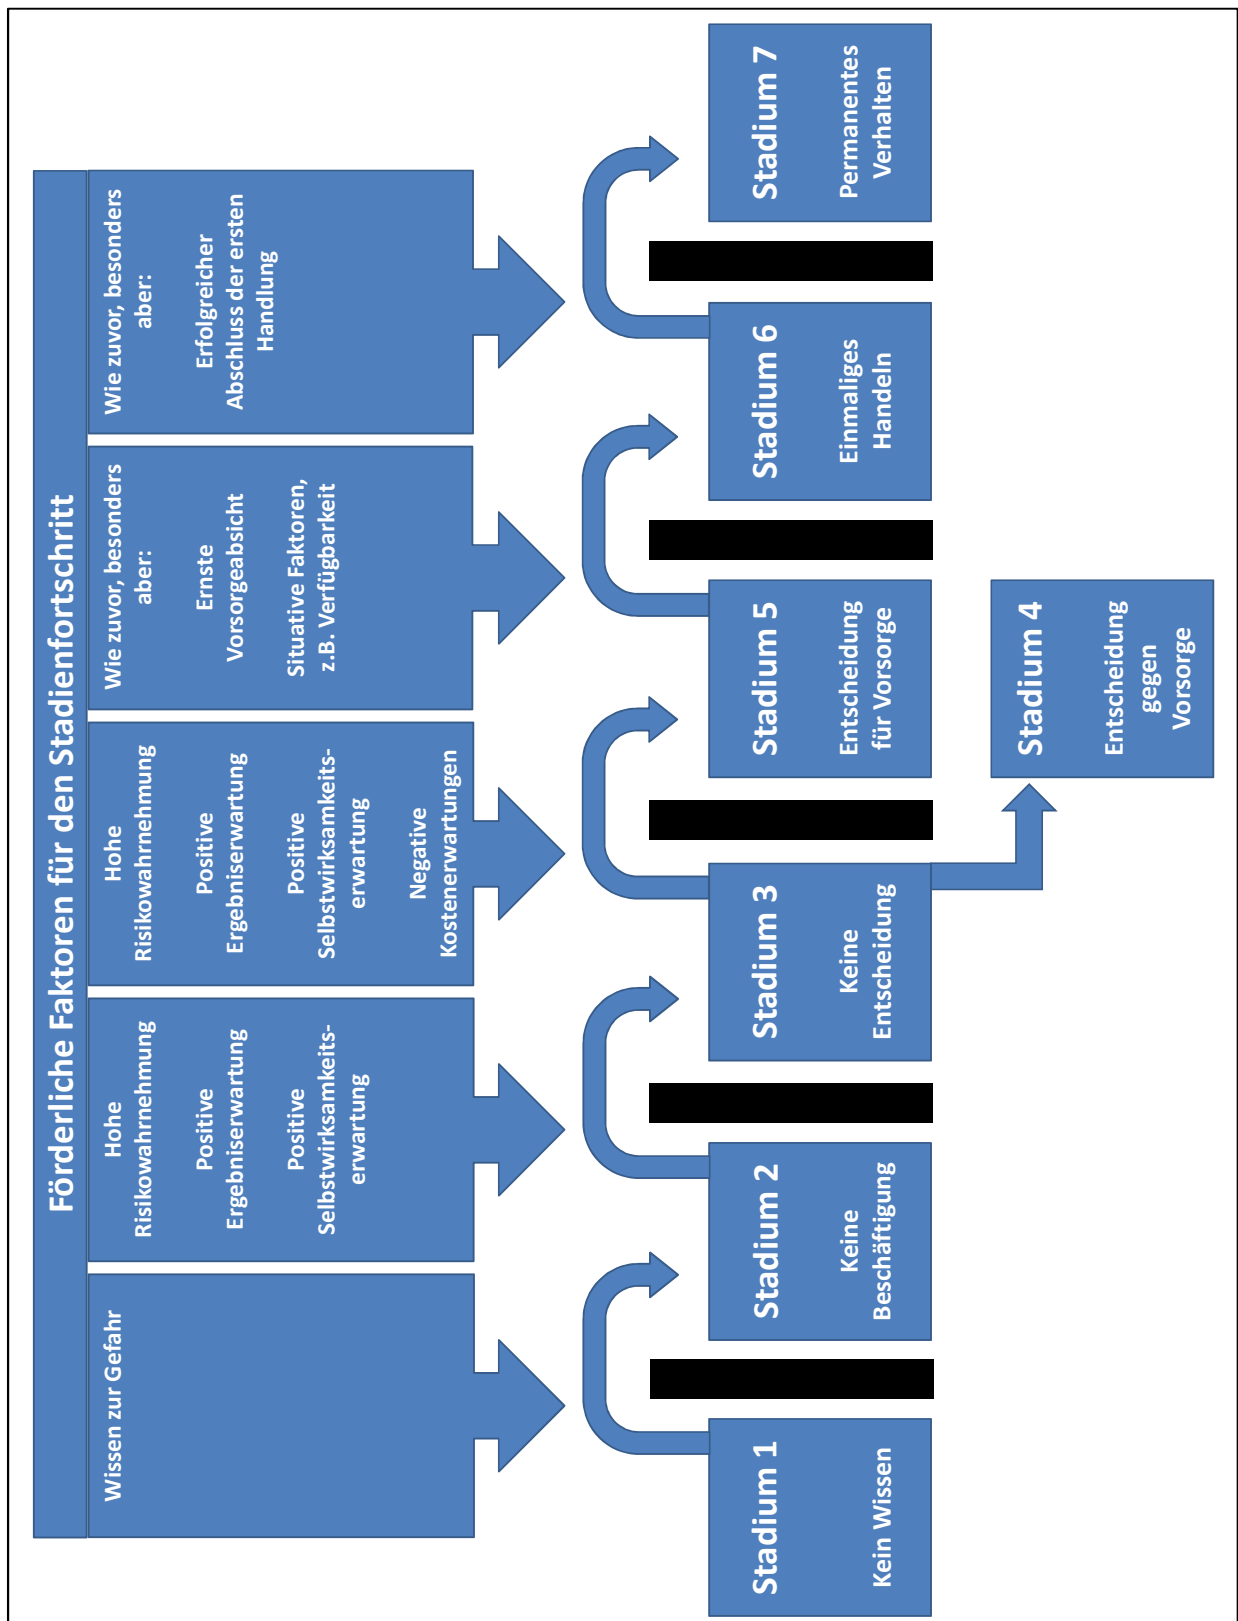 Förderliche Faktoren für den Stadienfortschritt
Wissen zur Gefahr
Hohe
Risikowahrnehmung
Positive
Ergebniserwartung
Positive
Selbstwirksamkeits-
erwartung
Hohe
Risikowahrnehmung
Positive
Ergebniserwartung
Positive
Selbstwirksamkeits-
erwartung
Negative
Kostenerwartungen
Wie zuvor, besonders
aber:
Ernste
Vorsorgeabsicht
Situative Faktoren,
z.B. Verfügbarkeit
Wie zuvor, besonders
aber:
Erfolgreicher
Abschluss der ersten
Handlung
Stadium 1
Kein Wissen
Stadium 2
Keine
Beschäftigung
Stadium 3
Keine
Entscheidung
Stadium 5
Entscheidung
für Vorsorge
Stadium 6
Einmaliges
Handeln
Stadium 7
Permanentes
Verhalten
Stadium 4
Entscheidung
gegen
Vorsorge